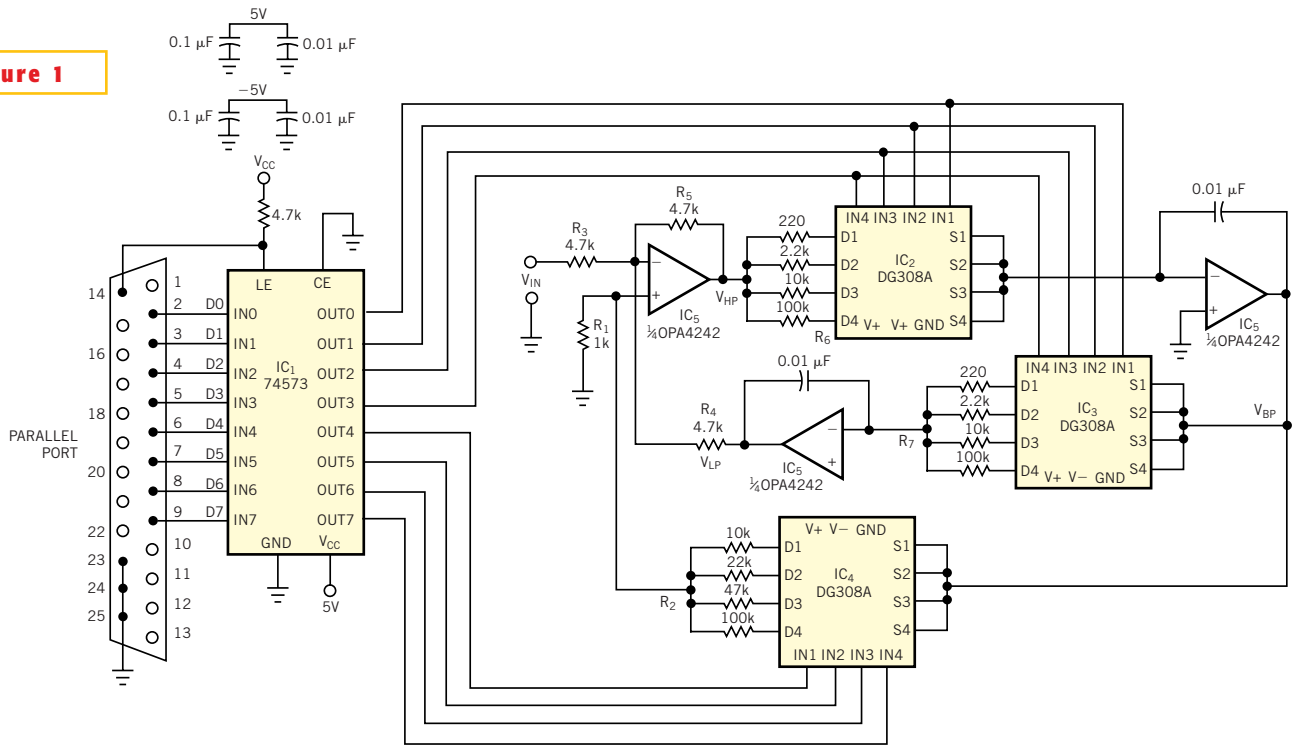 ure 1
5V
0.1 µF
0.01 µF
−5V
0.1 µF
0.01 µF
VCC
4.7k
PARALLEL
PORT
14
16
18
20
22
23
24
25
1
2
3
4
5
6
7
8
9
10
11
12
13
D0
D1
D2
D3
D4
D5
D6
D7
LE
CE
IN0
IN1
IN2
IN3
IN4
IN5
IN6
IN7
IC1
74573
OUT0
OUT1
OUT2
OUT3
OUT4
OUT5
OUT6
OUT7
GND
VCC
5V
VIN
R3
4.7k
R5
4.7k
−
+
IC5
¼OPA4242
R1
1k
VHP
220
2.2k
10k
100k
R6
IN4 IN3 IN2 IN1
D1
D2
D3
D4
S1
S2
S3
S4
IC2
DG308A
V+ V+ GND
0.01 µF
−
+
IC5
¼OPA4242
VBP
0.01 µF
R4
4.7k
VLP
−
+
IC5
¼OPA4242
220
2.2k
10k
100k
R7
IN4 IN3 IN2 IN1
D1
D2
D3
D4
S1
S2
S3
S4
IC3
DG308A
V+ V− GND
10k
22k
47k
100k
R2
V+ V− GND
D1
D2
D3
D4
S1
S2
S3
S4
IC4
DG308A
IN1 IN2 IN3 IN4